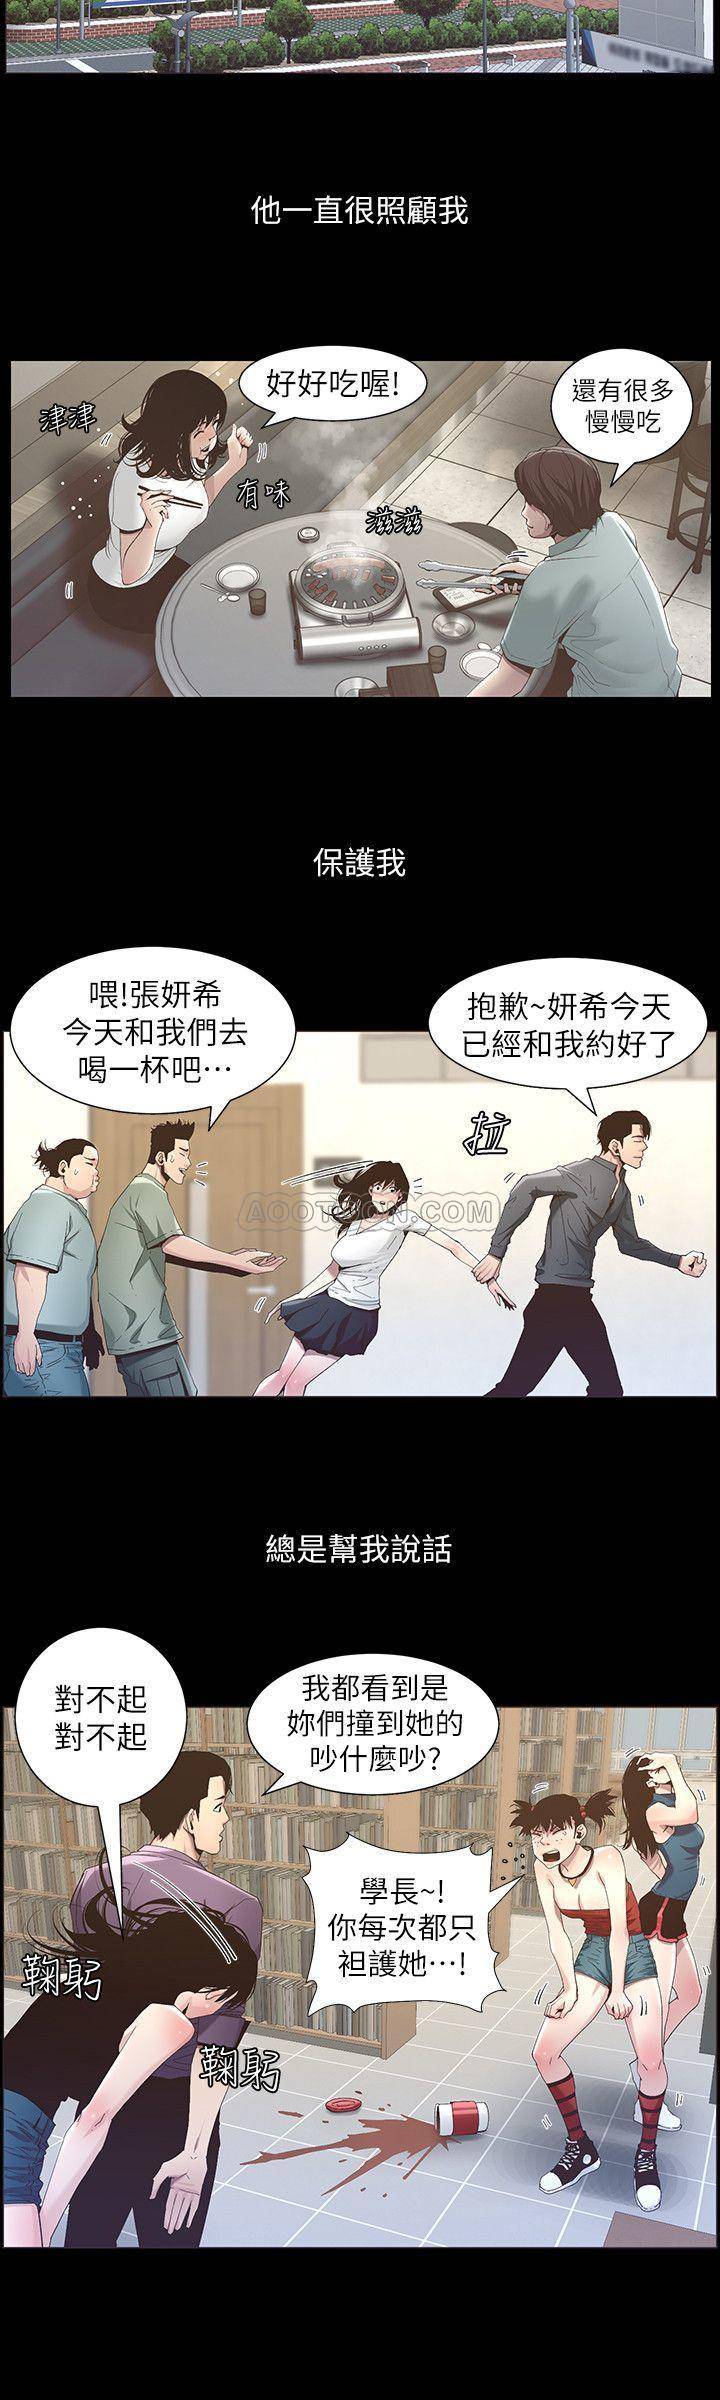 他一直很照顧我
好好吃喔!
還有很多
慢慢吃
津津
有味
滋滋
保護我
喂!張妍希
今天和我們去
喝一杯吧…
抱歉~妍希今天
已經和我約好了
拉
AOOTOON.COM
總是幫我說話
對不起
對不起
我都看到是
妳們撞到她的
吵什麼吵?
學長~!
你每次都只
袒護她…!
鞠躬
鞠躬